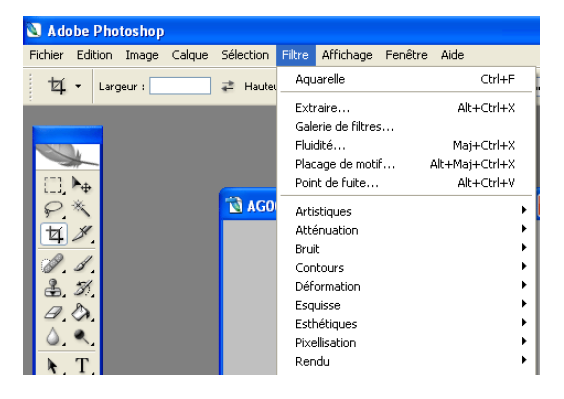 Adobe Photoshop
Fichier Edition Image Calque Sélection Filtre Affichage Fenêtre Aide
Largeur :
Aquarelle Ctrl+F
Extraire... Alt+Ctrl+X
Galerie de filtres...
Fluidité... Maj+Ctrl+X
Placage de motif... Alt+Maj+Ctrl+X
Point de fuite... Alt+Ctrl+V
Artistiques
Atténuation
Bruit
Contours
Déformation
Esquisse
Esthétiques
Pixellisation
Rendu
T